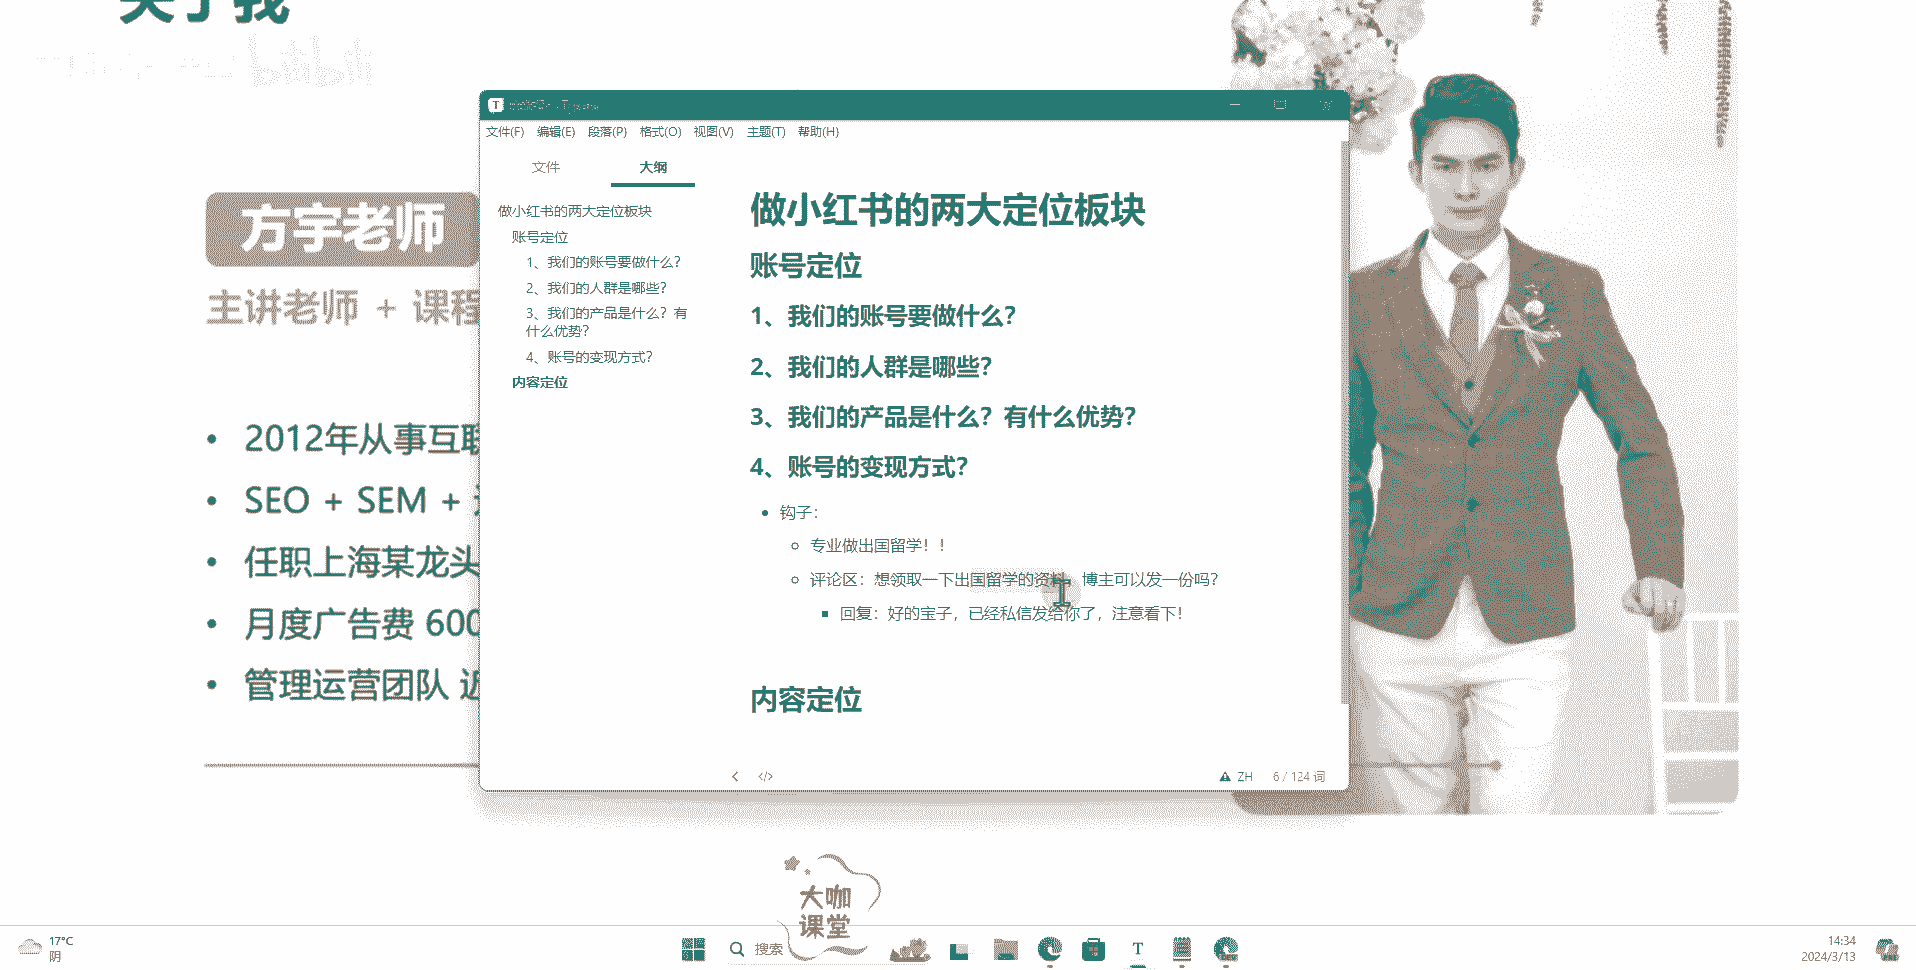 关于我
bilibili
方宇老师
主讲老师 + 课程
2012年从事互联
SEO + SEM +
任职上海某龙头
月度广告费 600
管理运营团队 近
文件(F) 编辑(E) 段落(P) 格式(O) 视图(V) 主题(T) 帮助(H)
文件 大纲
做小红书的两大定位板块
账号定位
1、我们的账号要做什么？
2、我们的人群是哪些？
3、我们的产品是什么？有
什么优势？
4、账号的变现方式？
内容定位
做小红书的两大定位板块
账号定位
1、我们的账号要做什么？
2、我们的人群是哪些？
3、我们的产品是什么？有什么优势？
4、账号的变现方式？
钩子：
专业做出国留学！！
评论区：想领取一下出国留学的资料，博主可以发一份吗？
回复：好的宝子，已经私信发给你了，注意看下！
内容定位
</> ZH 6 / 124 词
大咖
课堂
17°C
阴
搜索
14:34
2024/3/13